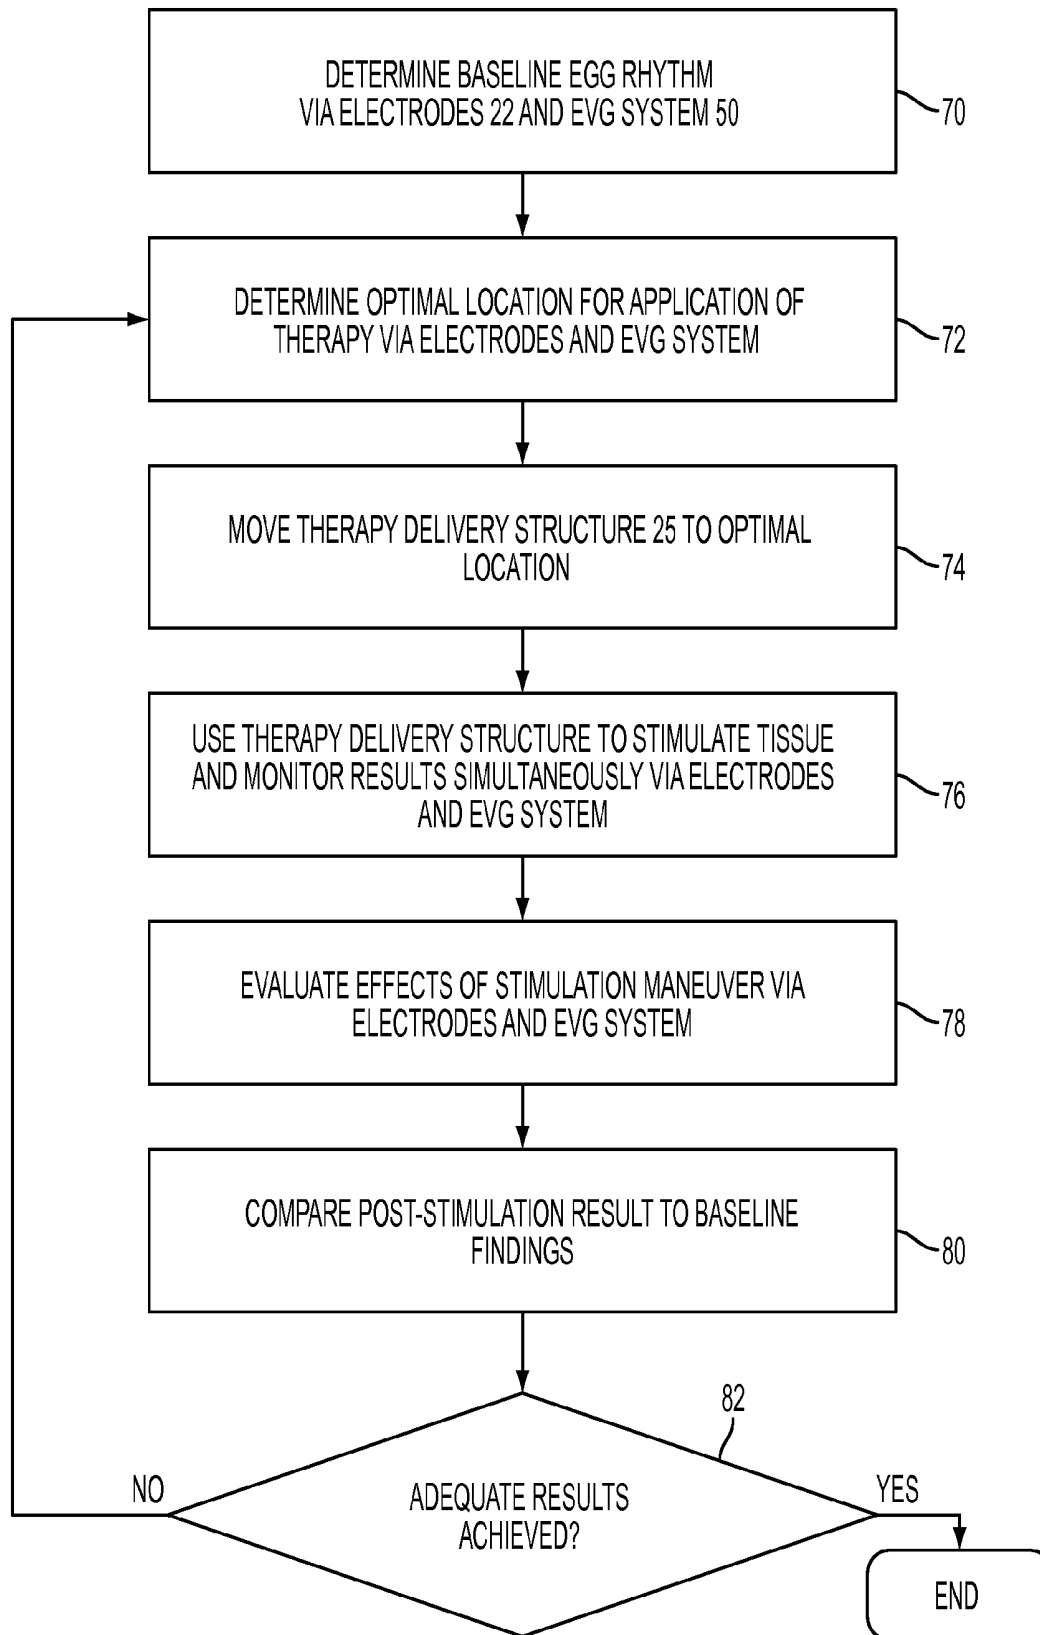 DETERMINE BASELINE EGG RHYTHM
VIA ELECTRODES 22 AND EVG SYSTEM 50
70
DETERMINE OPTIMAL LOCATION FOR APPLICATION OF
THERAPY VIA ELECTRODES AND EVG SYSTEM
72
MOVE THERAPY DELIVERY STRUCTURE 25 TO OPTIMAL
LOCATION
74
USE THERAPY DELIVERY STRUCTURE TO STIMULATE TISSUE
AND MONITOR RESULTS SIMULTANEOUSLY VIA ELECTRODES
AND EVG SYSTEM
76
EVALUATE EFFECTS OF STIMULATION MANEUVER VIA
ELECTRODES AND EVG SYSTEM
78
COMPARE POST-STIMULATION RESULT TO BASELINE
FINDINGS
80
82
NO
ADEQUATE RESULTS
ACHIEVED?
YES
END